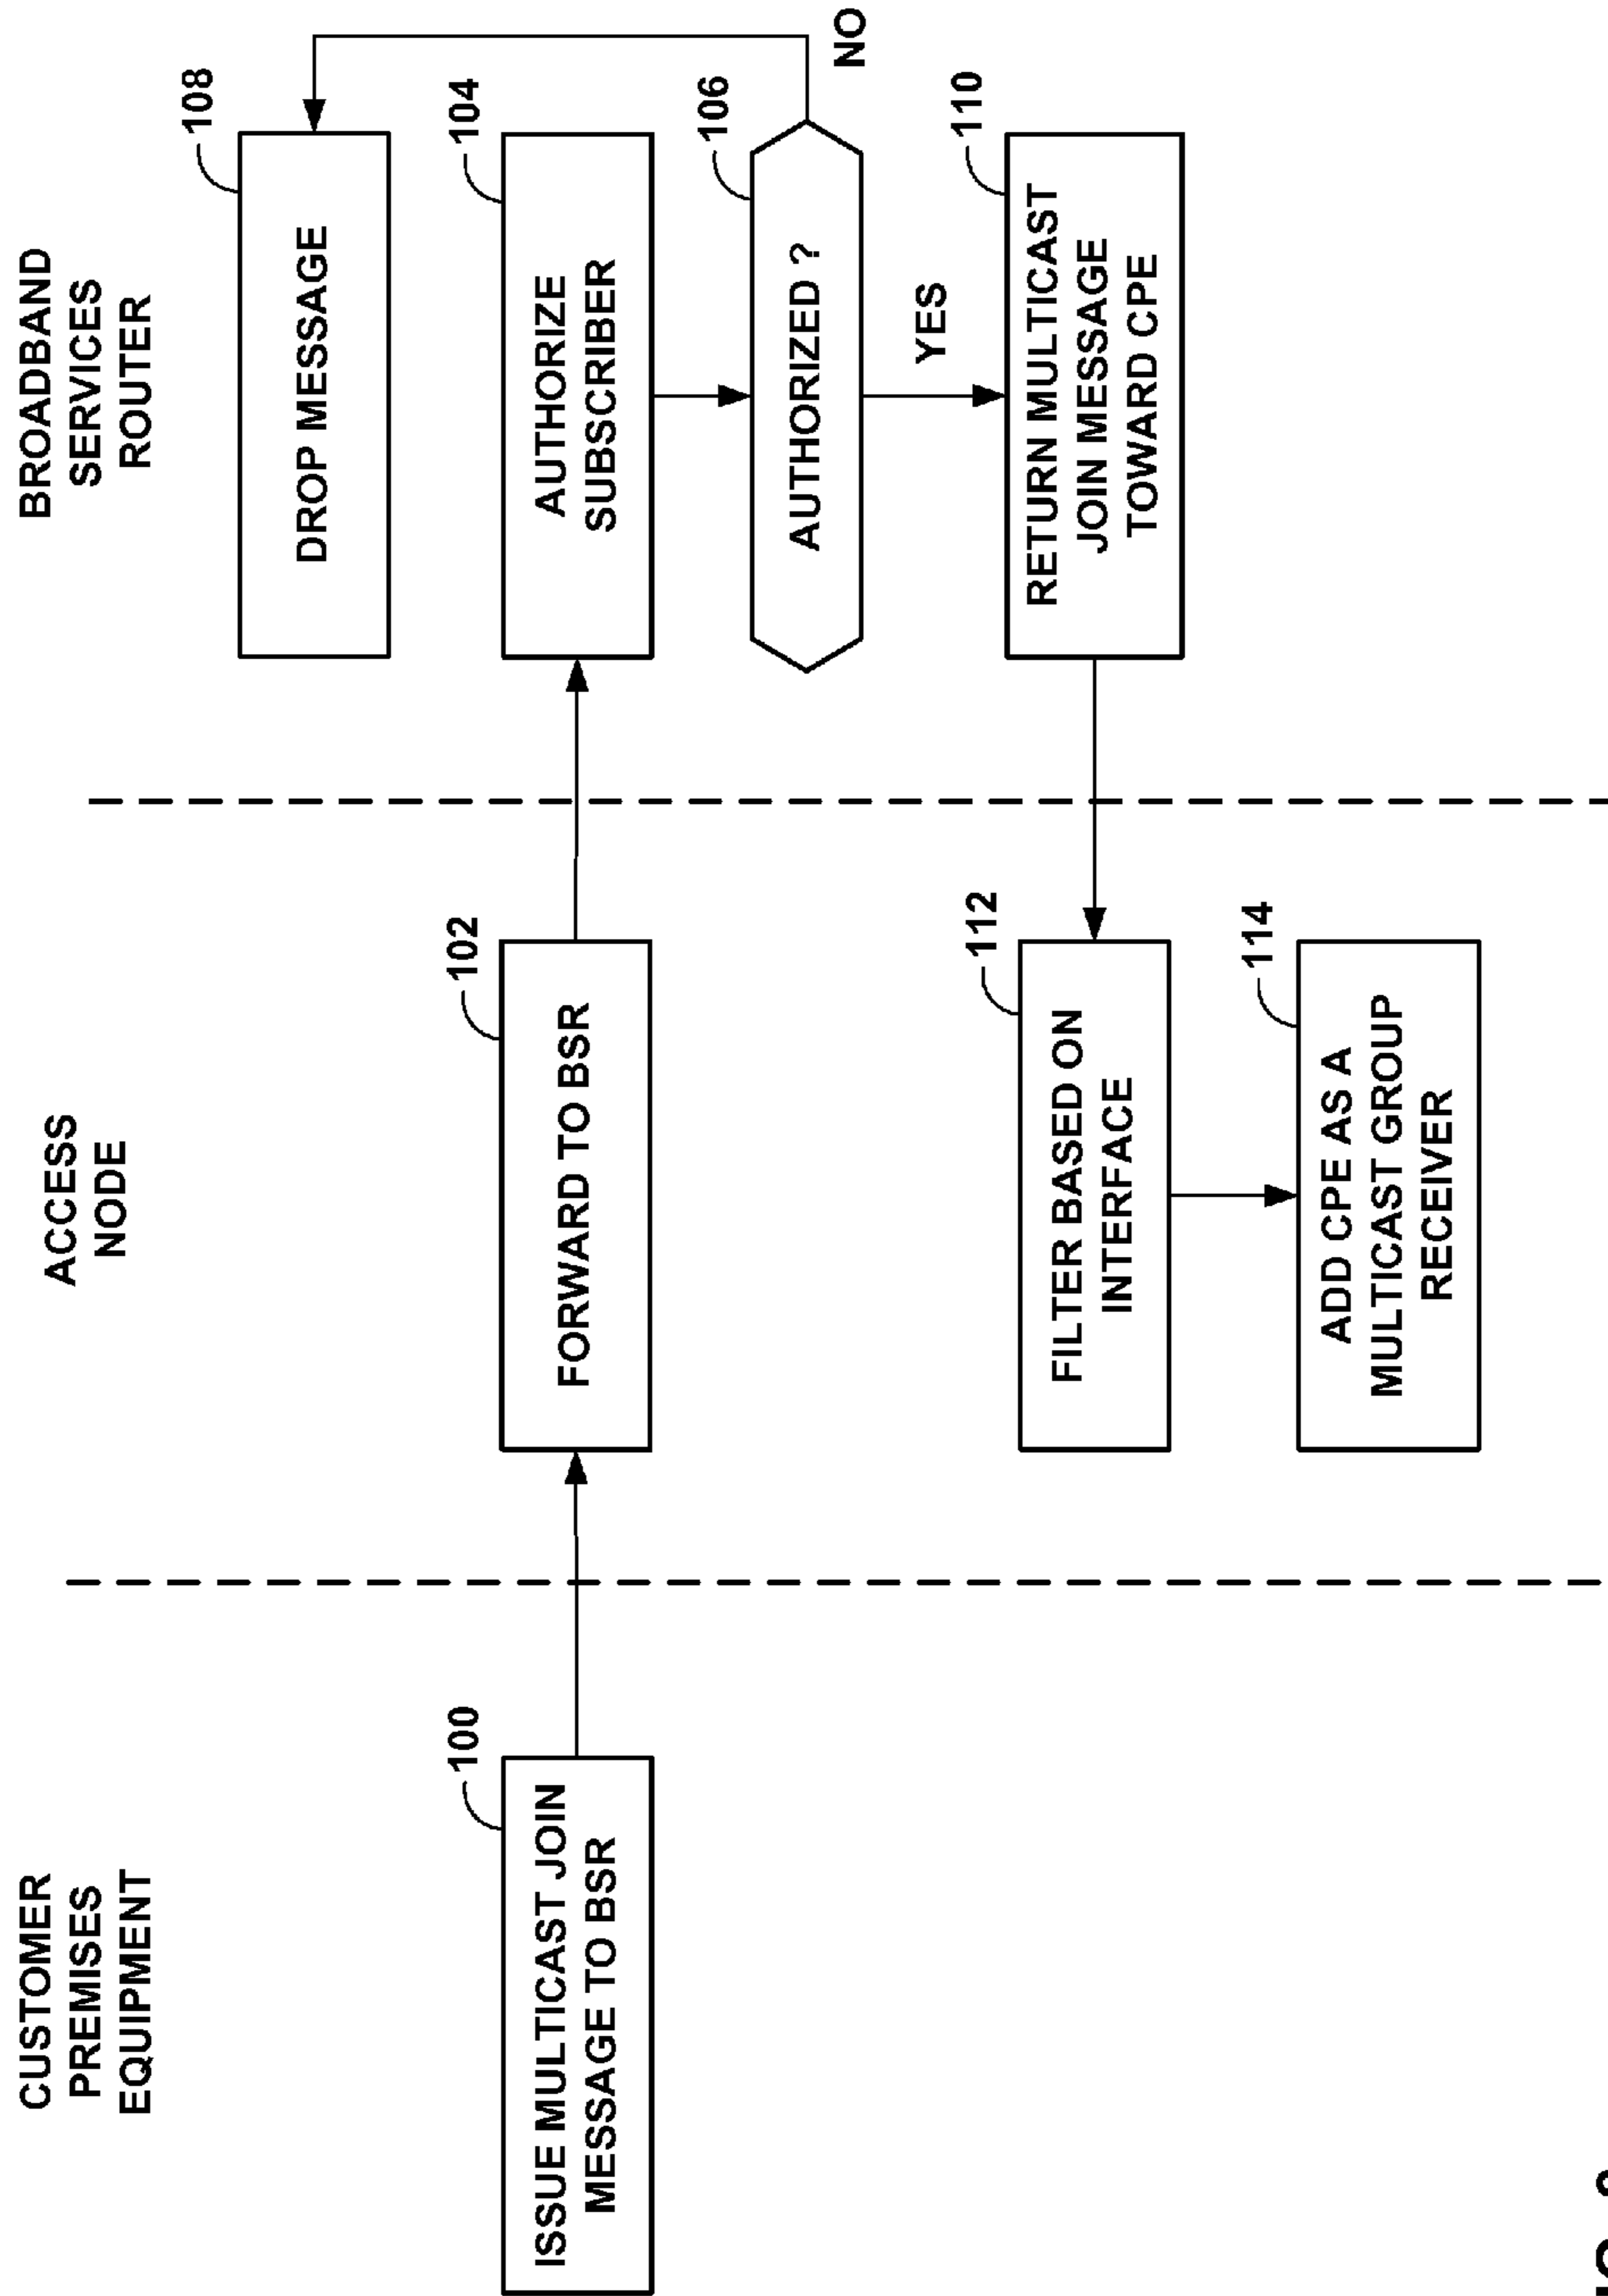 CUSTOMER
PREMISES
EQUIPMENT
ACCESS
NODE
BROADBAND
SERVICES
ROUTER
108
DROP MESSAGE
100
ISSUE MULTICAST JOIN
MESSAGE TO BSR
102
FORWARD TO BSR
104
AUTHORIZE
SUBSCRIBER
106
AUTHORIZED ?
NO
YES
110
RETURN MULTICAST
JOIN MESSAGE
TOWARD CPE
112
FILTER BASED ON
INTERFACE
114
ADD CPE AS A
MULTICAST GROUP
RECEIVER